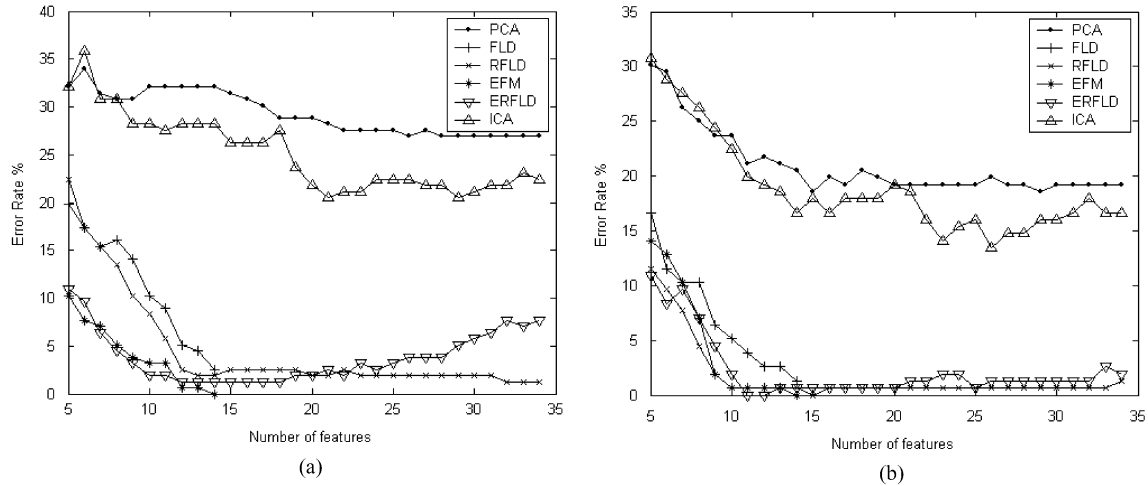 40
35
30
25
20
15
10
5
0
Error Rate %
5 10 15 20 25 30 35
Number of features
PCA
FLD
RFLD
EFM
ERFLD
ICA
(a)
35
30
25
20
15
10
5
0
Error Rate %
5 10 15 20 25 30 35
Number of features
PCA
FLD
RFLD
EFM
ERFLD
ICA
(b)